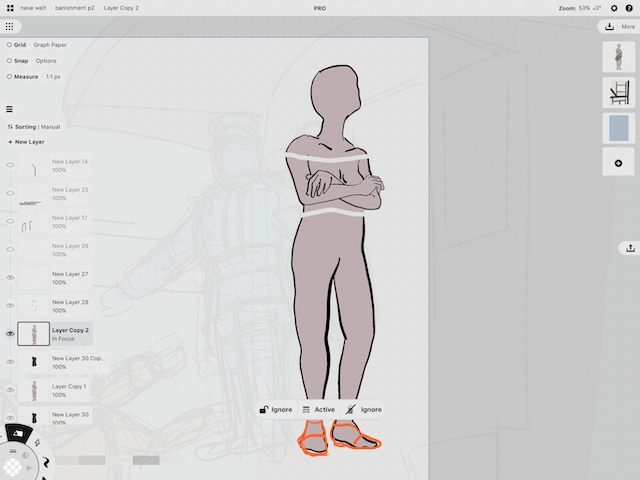 neue welt · banishment p2 · Layer Copy 2
PRO
Zoom: 53% ⊿0°
More
Grid · Graph Paper
Snap · Options
Measure · 1:1 px
Sorting | Manual
+ New Layer
New Layer 14
100%
New Layer 25
100%
New Layer 17
100%
New Layer 26
100%
New Layer 27
100%
New Layer 28
100%
Layer Copy 2
In Focus
New Layer 30 Cop...
100%
Layer Copy 1
100%
New Layer 30
100%
Ignore Active Ignore